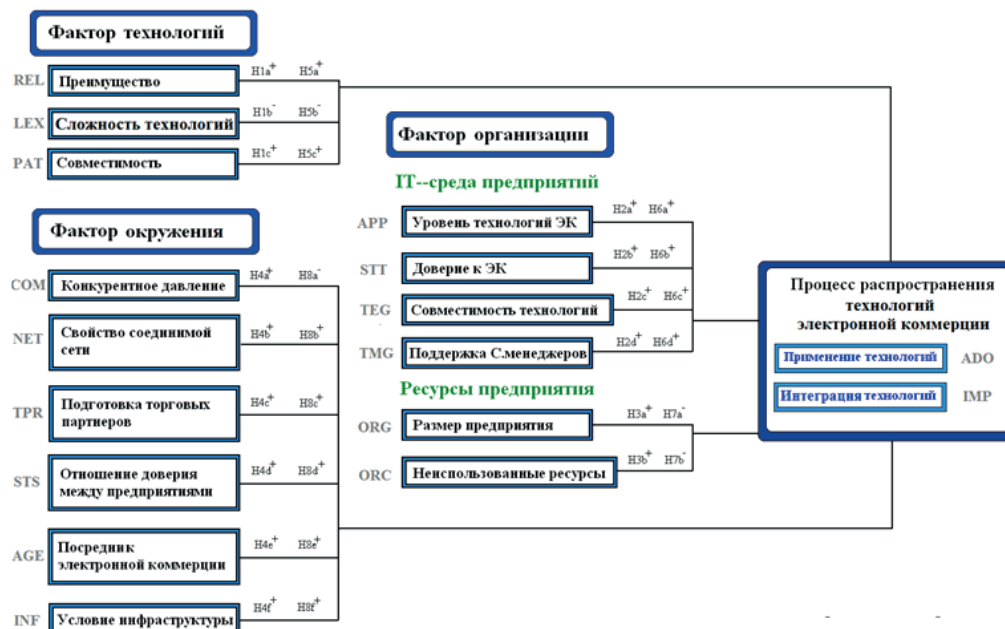 Фактор технологий
REL Преимущество H1a+ H5a+
LEX Сложность технологий H1b- H5b-
PAT Совместимость H1c+ H5c+
Фактор окружения
COM Конкурентное давление H4a+ H8a-
NET Свойство соединимой
сети H4b+ H8b+
TPR Подготовка торговых
партнеров H4c+ H8c+
STS Отношение доверия
между предприятиями H4d+ H8d+
AGE Посредник
электронной коммерции H4e+ H8e+
INF Условие инфраструктуры H4f+ H8f+
Фактор организации
IT--среда предприятий
APP Уровень технологий ЭК H2a+ H6a+
STT Доверие к ЭК H2b+ H6b+
TEG Совместимость технологий H2c+ H6c+
TMG Поддержка С.менеджеров H2d+ H6d+
Ресурсы предприятия
ORG Размер предприятия H3a+ H7a-
ORC Неиспользованные ресурсы H3b+ H7b-
Процесс распространения
технологий
электронной коммерции
Применение технологий ADO
Интеграция технологий IMP